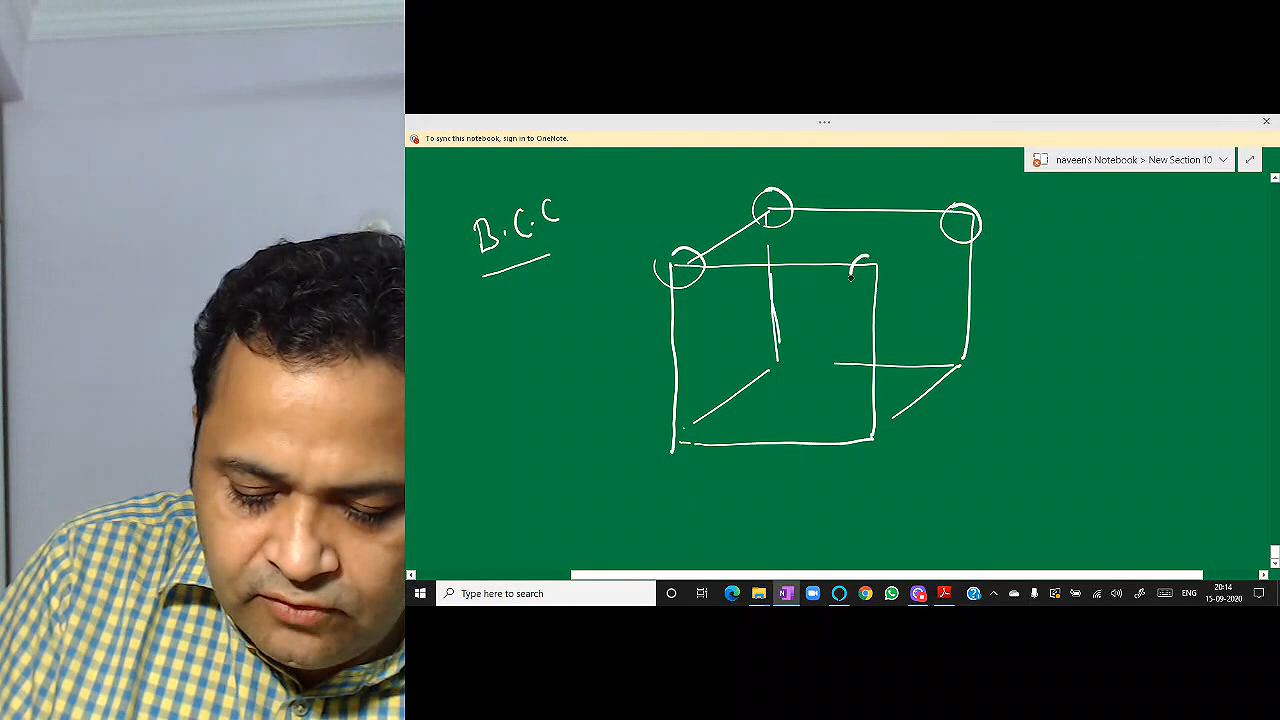 To sync this notebook, sign in to OneNote.
naveen's Notebook > New Section 10
B.C.C
Type here to search
ENG
20:14
15-09-2020